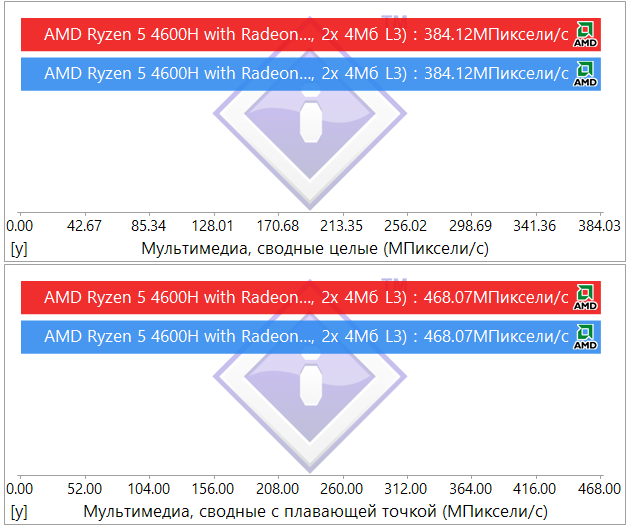 TM
AMD Ryzen 5 4600H with Radeon..., 2x 4Мб L3) : 384.12МПиксели/с AMD
AMD Ryzen 5 4600H with Radeon..., 2x 4Мб L3) : 384.12МПиксели/с AMD
0.00 42.67 85.34 128.01 170.68 213.35 256.02 298.69 341.36 384.03
[y] Мультимедиа, сводные целые (МПиксели/с)
TM
AMD Ryzen 5 4600H with Radeon..., 2x 4Мб L3) : 468.07МПиксели/с AMD
AMD Ryzen 5 4600H with Radeon..., 2x 4Мб L3) : 468.07МПиксели/с AMD
0.00 52.00 104.00 156.00 208.00 260.00 312.00 364.00 416.00 468.00
[y] Мультимедиа, сводные с плавающей точкой (МПиксели/с)